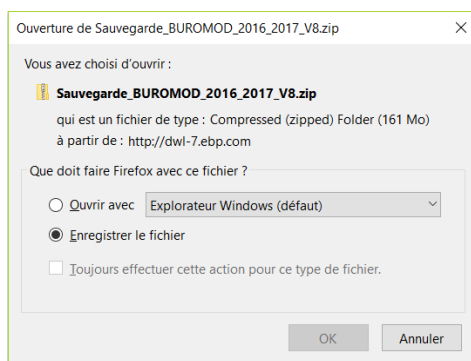 Ouverture de Sauvegarde_BUROMOD_2016_2017_V8.zip
Vous avez choisi d'ouvrir :
Sauvegarde_BUROMOD_2016_2017_V8.zip
qui est un fichier de type : Compressed (zipped) Folder (161 Mo)
à partir de : http://dwl-7.ebp.com
Que doit faire Firefox avec ce fichier ?
Ouvrir avec Explorateur Windows (défaut)
Enregistrer le fichier
Toujours effectuer cette action pour ce type de fichier.
OK Annuler